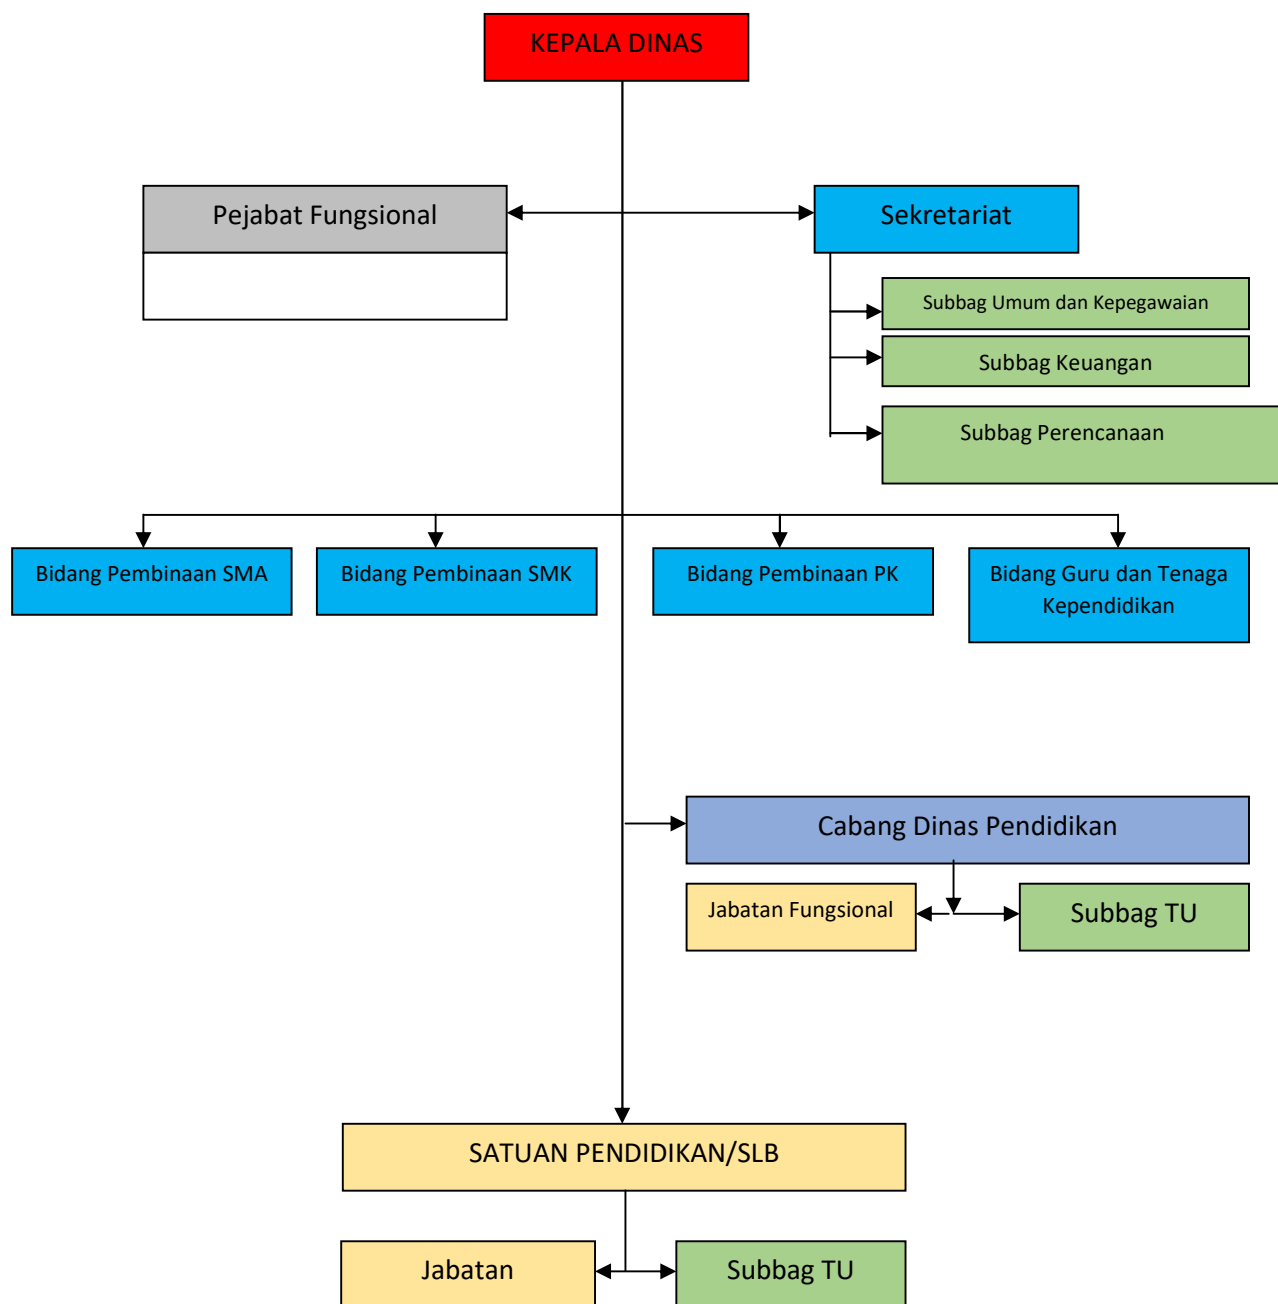 KEPALA DINAS
Pejabat Fungsional
Sekretariat
Subbag Umum dan Kepegawaian
Subbag Keuangan
Subbag Perencanaan
Bidang Pembinaan SMA
Bidang Pembinaan SMK
Bidang Pembinaan PK
Bidang Guru dan Tenaga
Kependidikan
Cabang Dinas Pendidikan
Jabatan Fungsional
Subbag TU
SATUAN PENDIDIKAN/SLB
Jabatan
Subbag TU